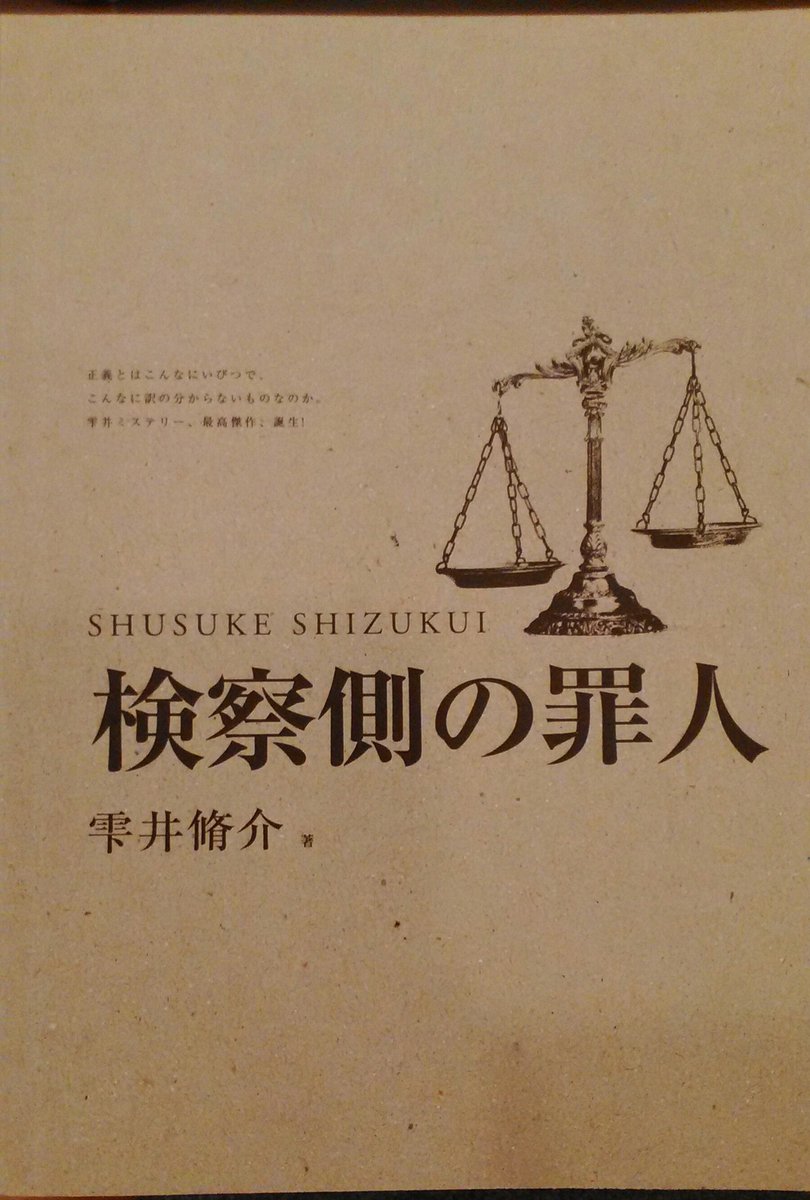 正義とはこんなにいびつで、
こんなに訳の分からないものなのか。
雫井ミステリー、最高傑作、誕生!
SHUSUKE SHIZUKUI
検察側の罪人
雫井脩介 著